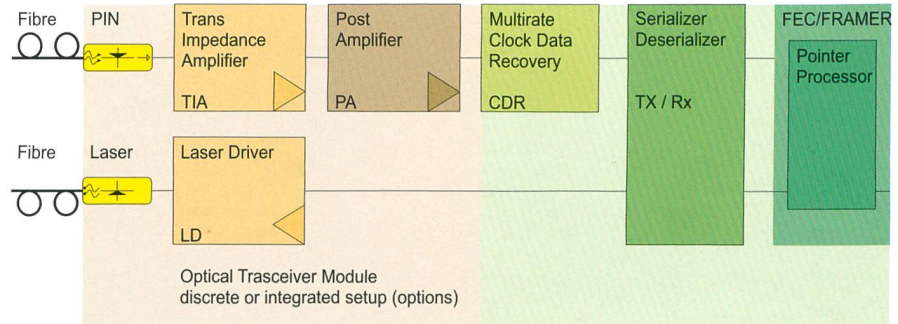 Fibre
PIN
Trans
Impedance
Amplifier
TIA
Post
Amplifier
PA
Multirate
Clock Data
Recovery
CDR
Serializer
Deserializer
TX / Rx
FEC/FRAMER
Pointer
Processor
Fibre
Laser
Laser Driver
LD
Optical Trasceiver Module
discrete or integrated setup (options)